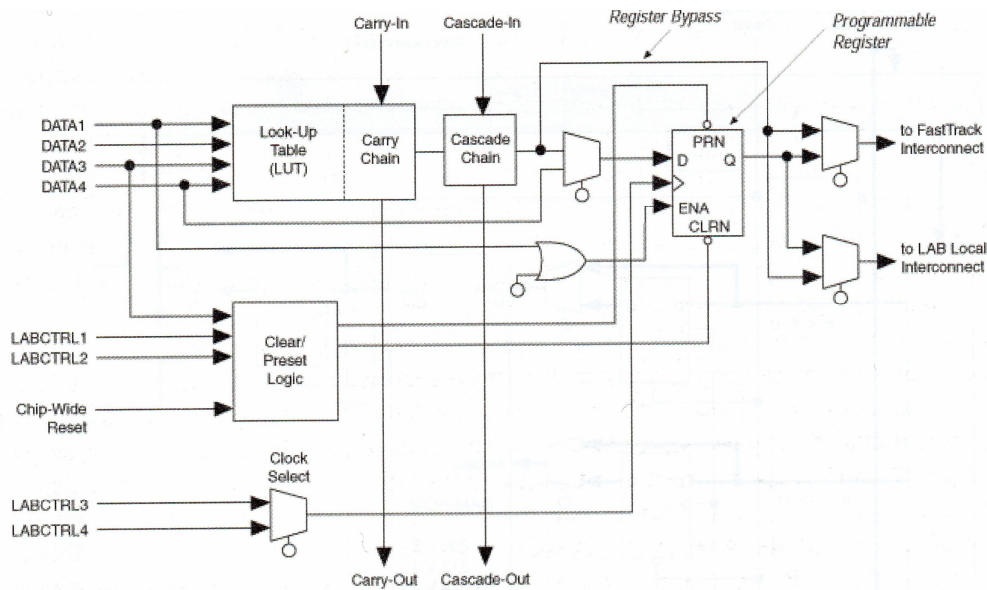 Carry-In
Cascade-In
Register Bypass
Programmable
Register
DATA1
DATA2
DATA3
DATA4
Look-Up
Table
(LUT)
Carry
Chain
Cascade
Chain
PRN
D
Q
ENA
CLRN
to FastTrack
Interconnect
to LAB Local
Interconnect
LABCTRL1
LABCTRL2
Clear/
Preset
Logic
Chip-Wide
Reset
Clock
Select
LABCTRL3
LABCTRL4
Carry-Out
Cascade-Out